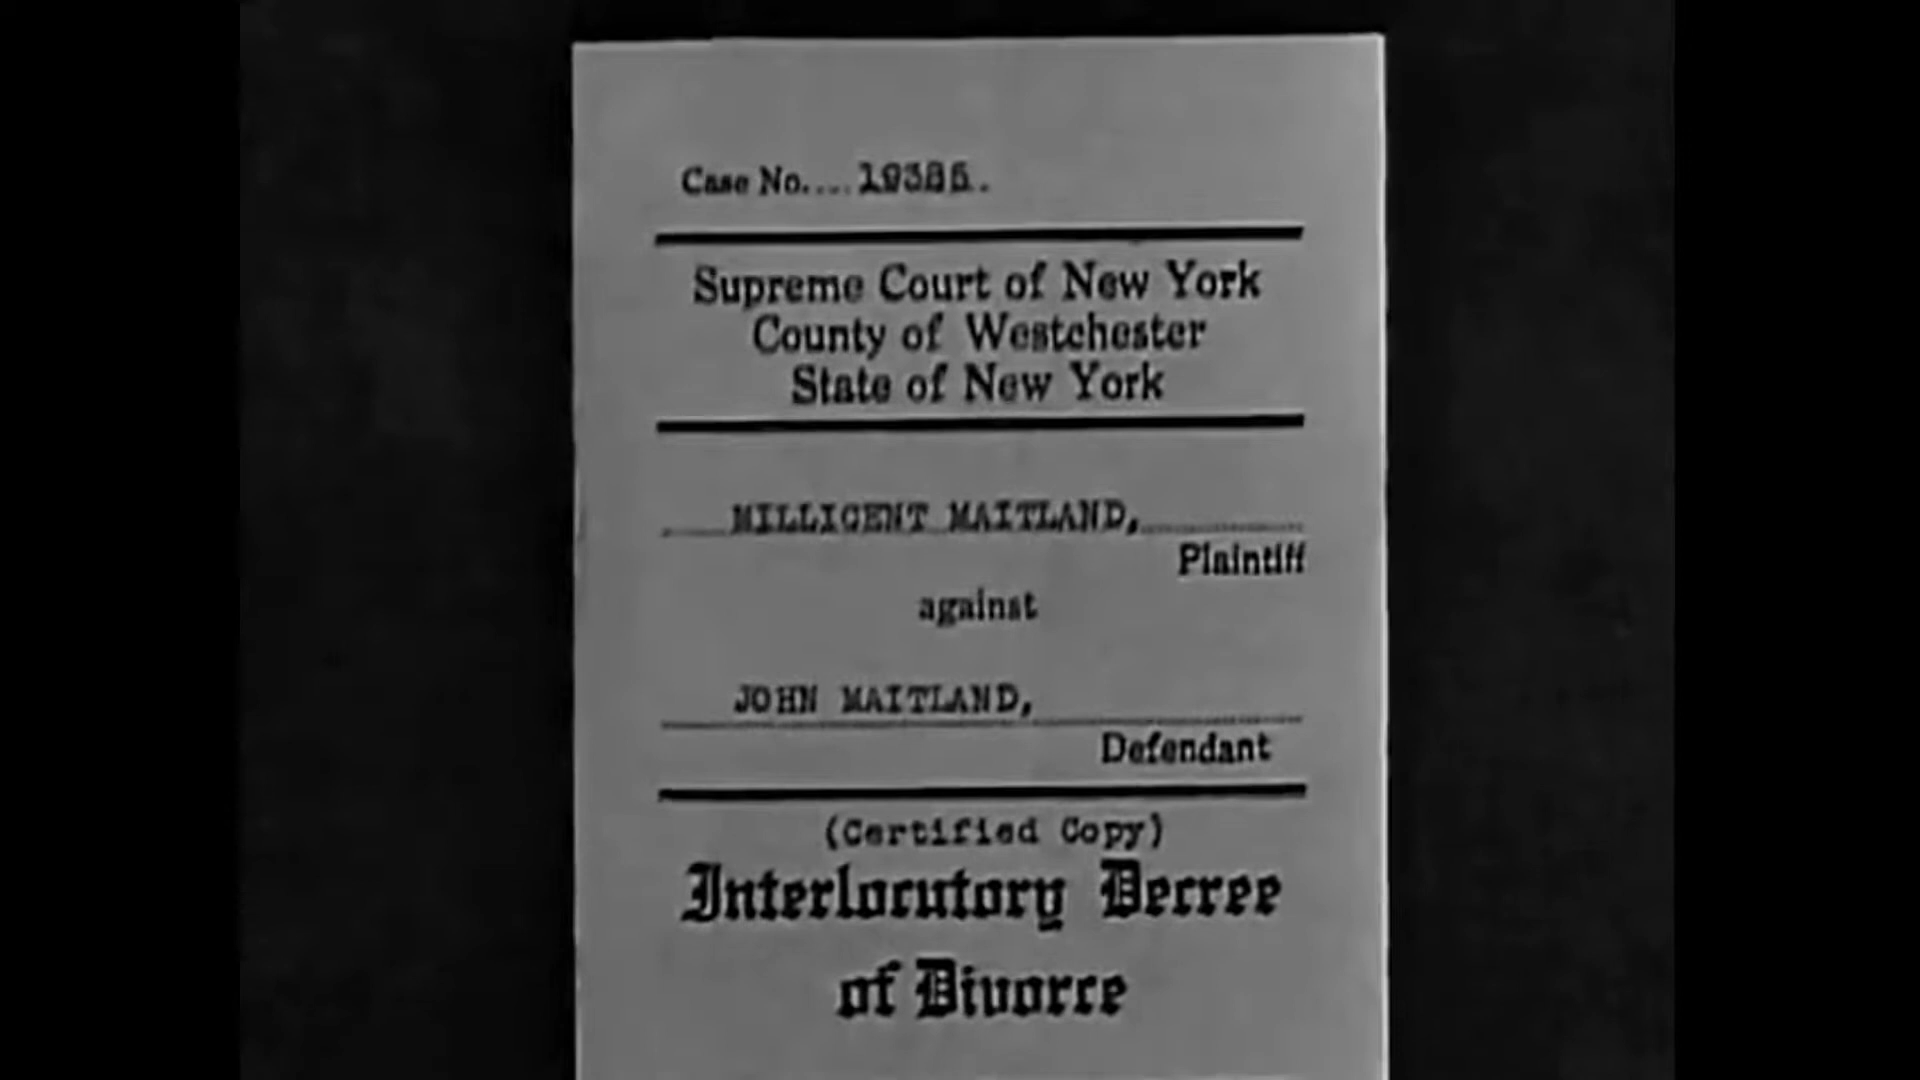 Case No.... 19386.
Supreme Court of New York
County of Westchester
State of New York
MILLICENT MAITLAND,
Plaintiff
against
JOHN MAITLAND,
Defendant
(Certified Copy)
Interlocutory Decree
of Divorce